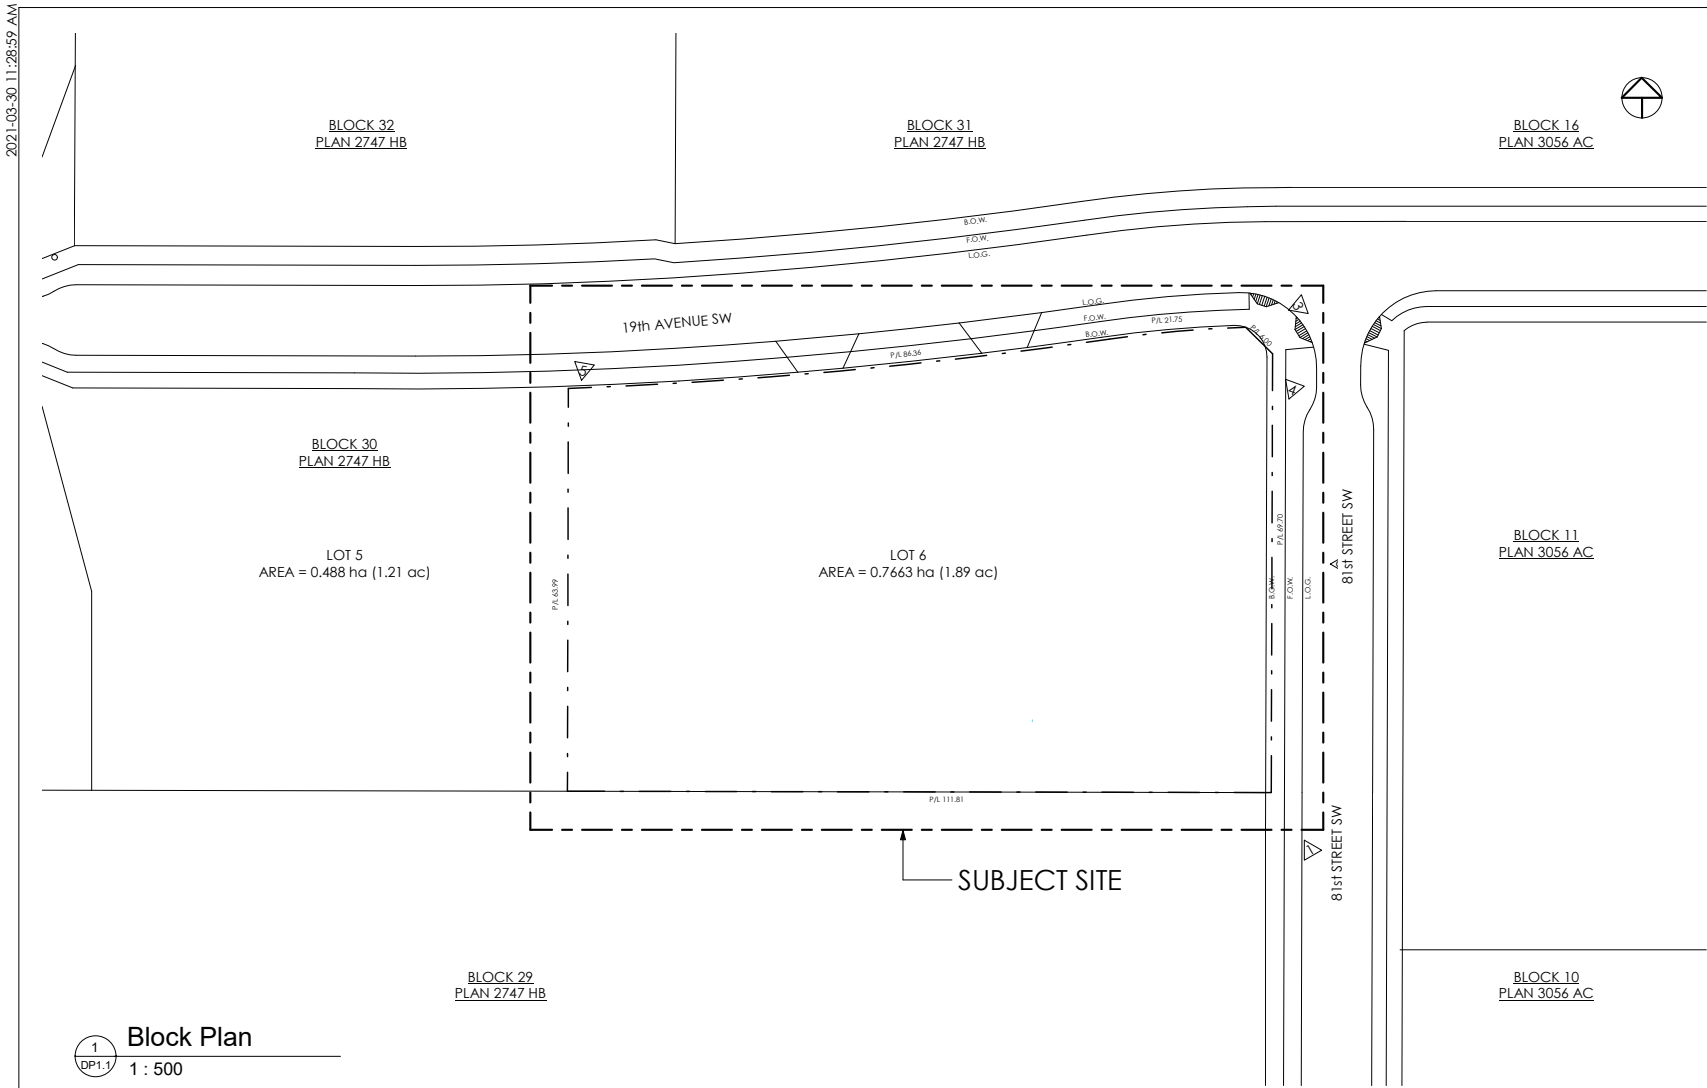 2021-03-30 11:28:59 AM
BLOCK 32
PLAN 2747 HB
BLOCK 31
PLAN 2747 HB
BLOCK 16
PLAN 3056 AC
B.O.W.
F.O.W.
L.O.G.
19th AVENUE SW
L.O.G.
F.O.W.
B.O.W.
P/L 21.75
P/L 86.36
P/L 6.00
3
4
5
BLOCK 30
PLAN 2747 HB
LOT 5
AREA = 0.488 ha (1.21 ac)
P/L 63.99
LOT 6
AREA = 0.7663 ha (1.89 ac)
P/L 69.70
B.O.W.
F.O.W.
L.O.G.
81st STREET SW
BLOCK 11
PLAN 3056 AC
P/L 111.81
81st STREET SW
1
SUBJECT SITE
BLOCK 29
PLAN 2747 HB
BLOCK 10
PLAN 3056 AC
1
DP1.1
Block Plan
1 : 500